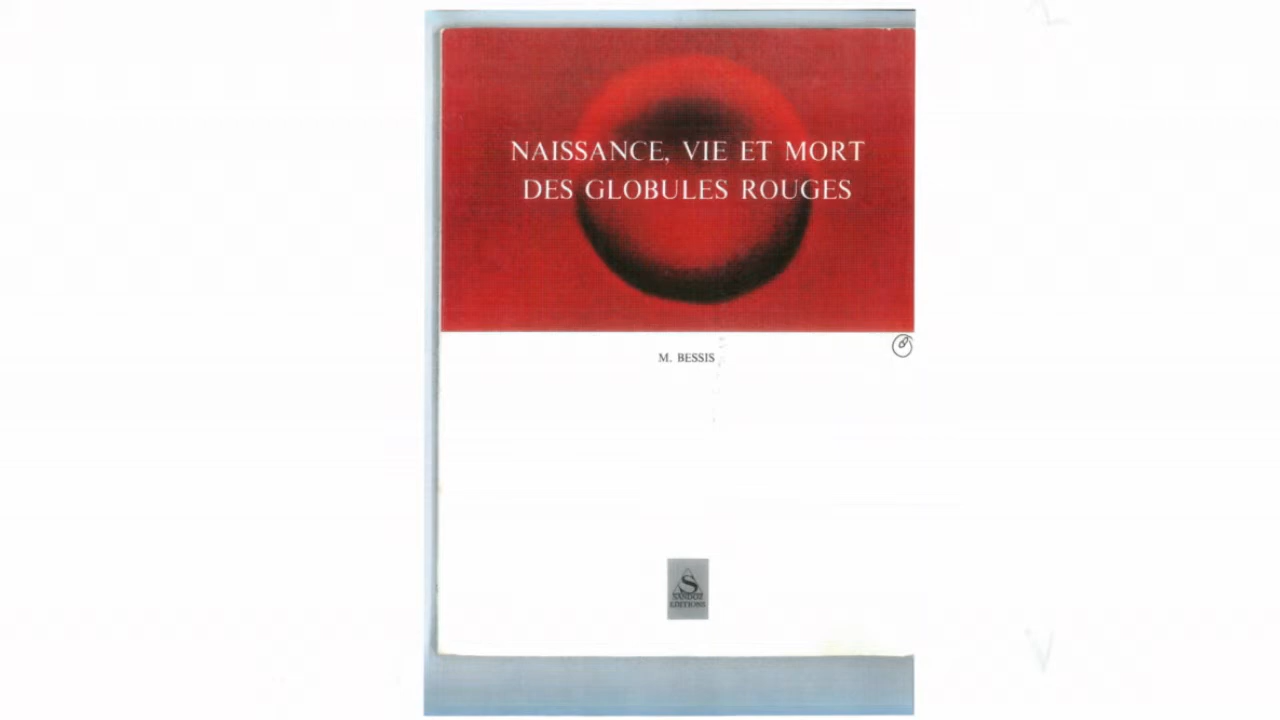 NAISSANCE, VIE ET MORT
DES GLOBULES ROUGES
M. BESSIS
S
SANDOZ
EDITIONS